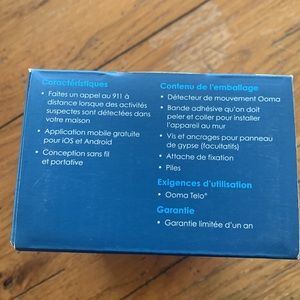 Caractéristiques
• Faites un appel au 911 à
distance lorsque des activités
suspectes sont détectées dans
votre maison
• Application mobile gratuite
pour iOS et Android
• Conception sans fil
et portative
Contenu de l'emballage
• Détecteur de mouvement Ooma
• Bande adhésive qu'on doit
peler et coller pour installer
l'appareil au mur
• Vis et ancrages pour panneau
de gypse (facultatifs)
• Attache de fixation
• Piles
Exigences d'utilisation
• Ooma Telo®
Garantie
• Garantie limitée d'un an